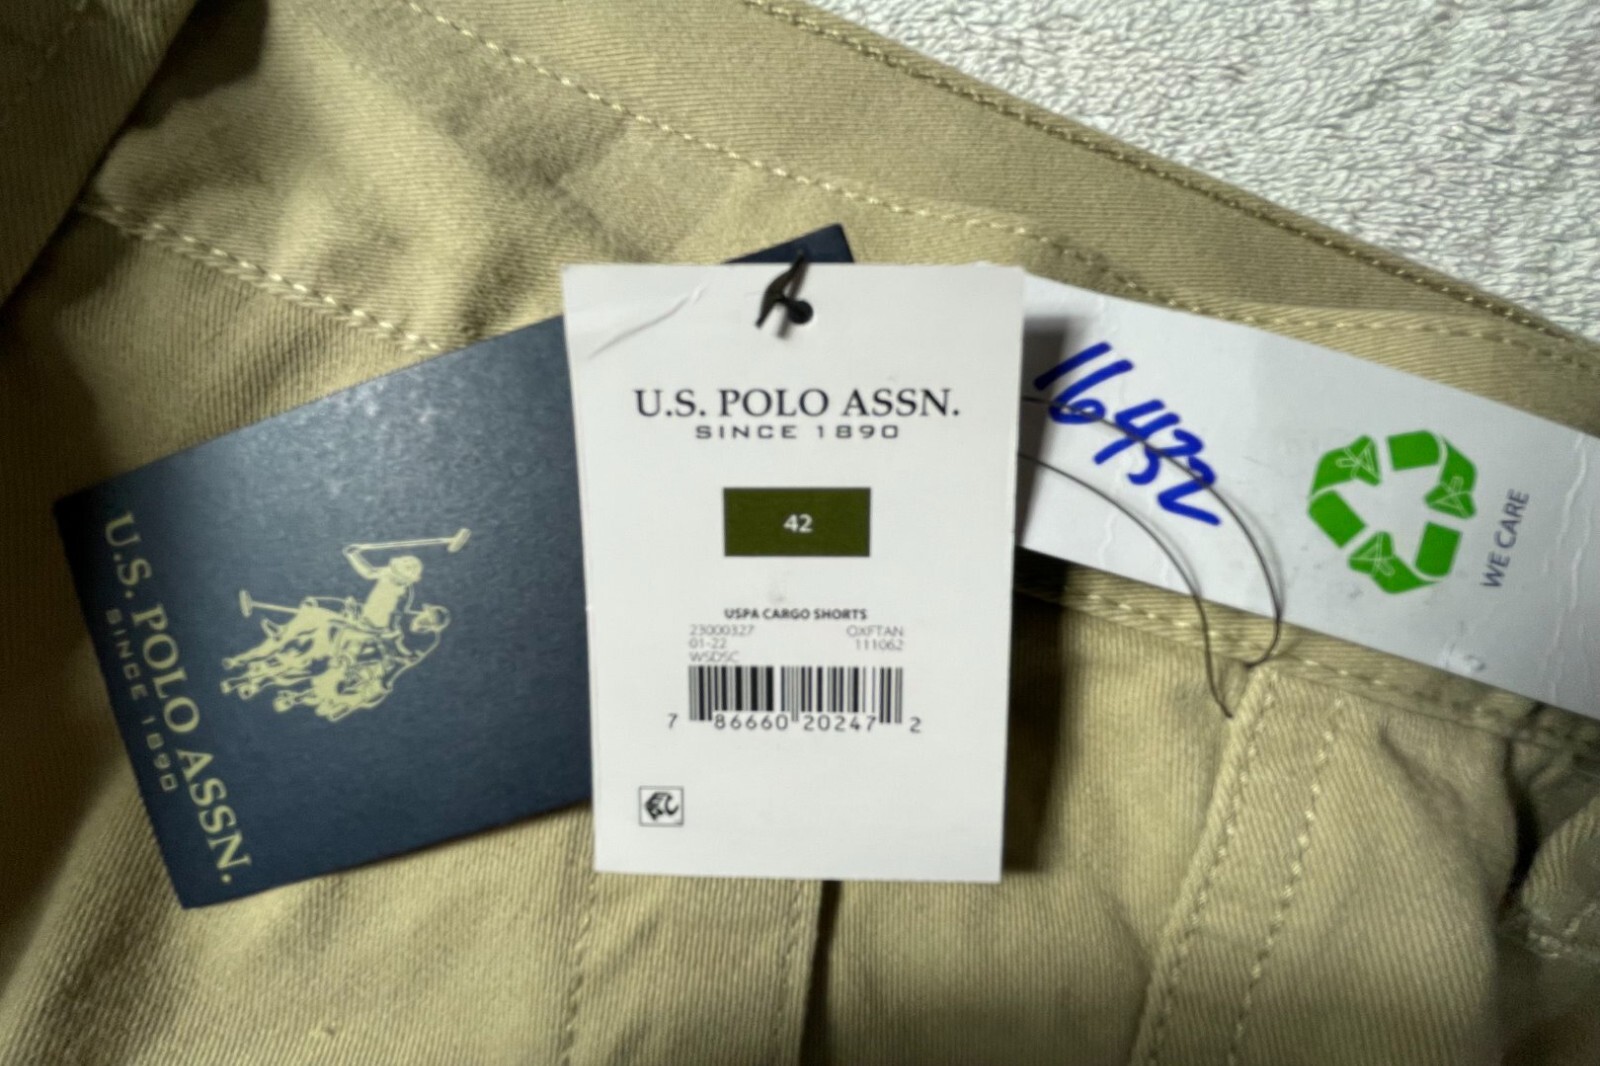 U.S. POLO ASSN.
SINCE 1890
U.S. POLO ASSN.
SINCE 1890
42
USPA CARGO SHORTS
23000327 OXFTAN
01-22 111062
WSDSC
7 86660 20247 2
16432
WE CARE